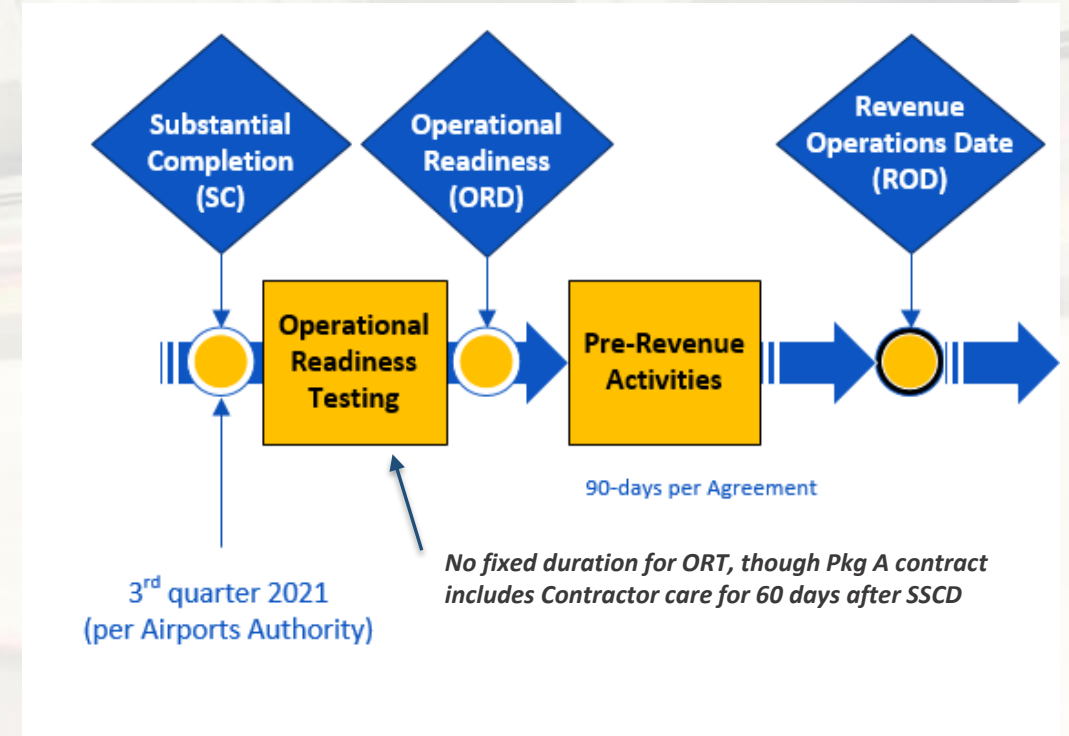 Substantial
Completion
(SC)
Operational
Readiness
(ORD)
Revenue
Operations Date
(ROD)
Operational
Readiness
Testing
Pre-Revenue
Activities
90-days per Agreement
No fixed duration for ORT, though Pkg A contract
includes Contractor care for 60 days after SSCD
3rd quarter 2021
(per Airports Authority)